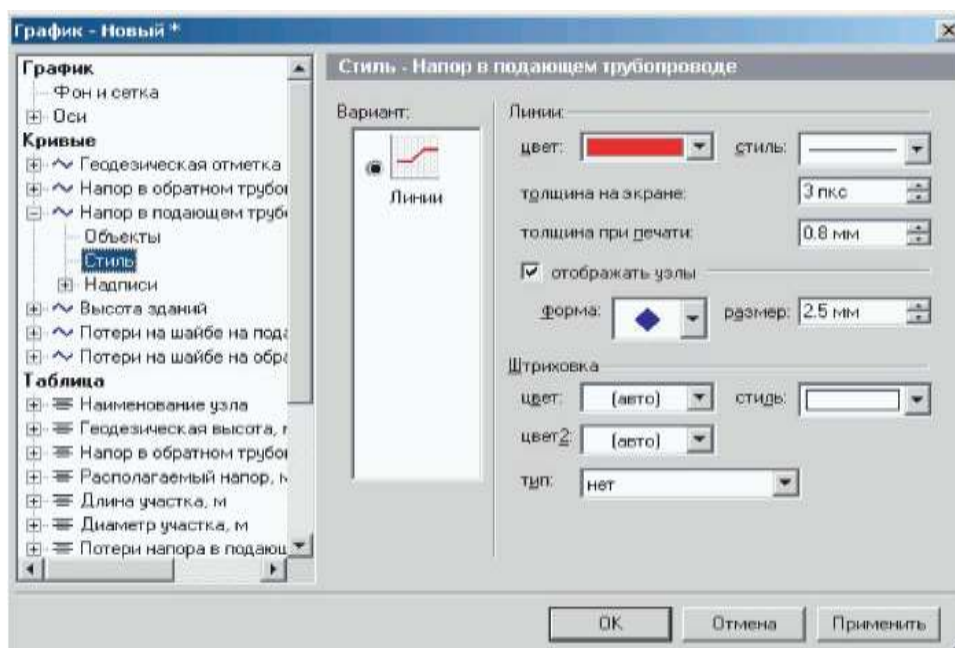 График - Новый *
График
Фон и сетка
Оси
Кривые
Геодезическая отметка
Напор в обратном трубо
Напор в подающем труб
Объекты
Стиль
Надписи
Высота зданий
Потери на шайбе на пода
Потери на шайбе на обра
Таблица
Наименование узла
Геодезическая высота,
Напор в обратном трубо
Располагаемый напор,
Длина участка, м
Диаметр участка, м
Потери напора в подающ
Стиль - Напор в подающем трубопроводе
Вариант:
Линии
Линии:
цвет:
стиль:
толщина на экране:
3 пкс
толщина при печати:
0.8 мм
отображать узлы
форма:
размер:
2.5 мм
Штриховка
цвет:
(авто)
стиль:
цвет2:
(авто)
тип:
нет
OK
Отмена
Применить